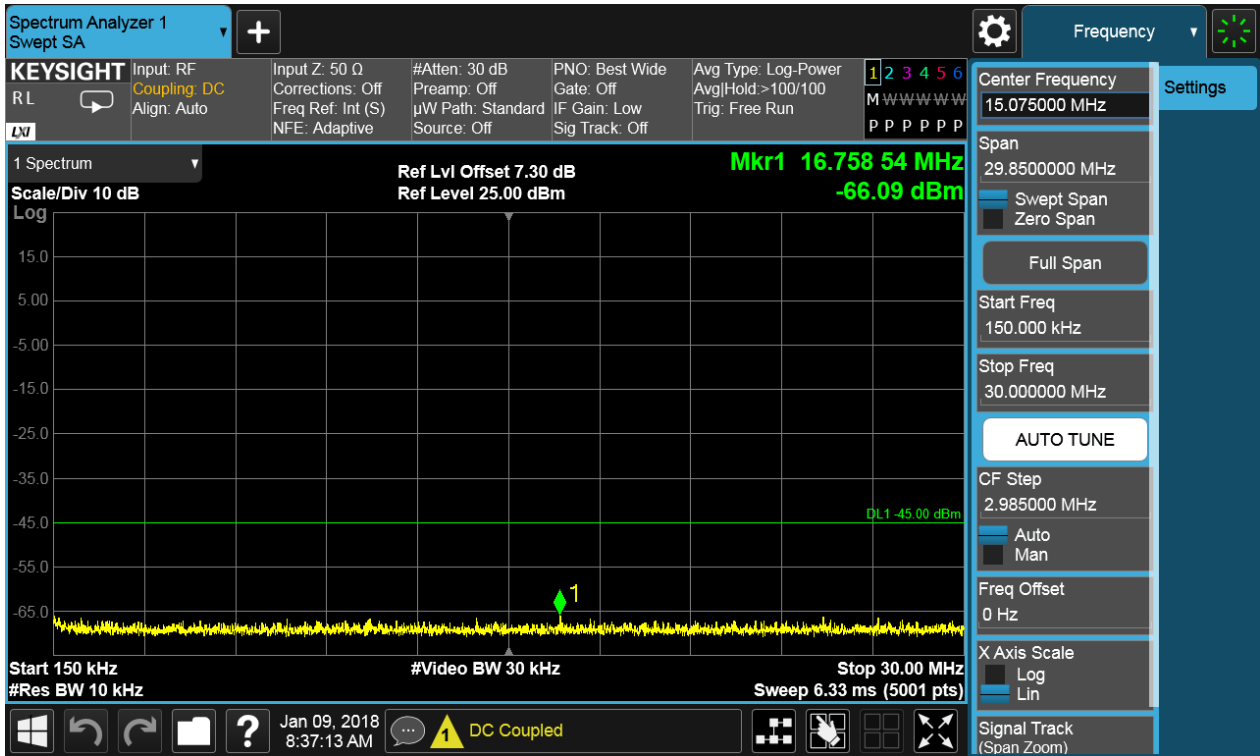 Spectrum Analyzer 1
Swept SA
+
Frequency
KEYSIGHT
RL
LXI
Input: RF
Coupling: DC
Align: Auto
Input Z: 50 Ω
Corrections: Off
Freq Ref: Int (S)
NFE: Adaptive
#Atten: 30 dB
Preamp: Off
µW Path: Standard
Source: Off
PNO: Best Wide
Gate: Off
IF Gain: Low
Sig Track: Off
Avg Type: Log-Power
Avg|Hold:>100/100
Trig: Free Run
1 2 3 4 5 6
M W W W W W
P P P P P P
1 Spectrum
Scale/Div 10 dB
Log
Ref Lvl Offset 7.30 dB
Ref Level 25.00 dBm
Mkr1 16.758 54 MHz
-66.09 dBm
15.0
5.00
-5.00
-15.0
-25.0
-35.0
-45.0
-55.0
-65.0
DL1 -45.00 dBm
1
Start 150 kHz
#Res BW 10 kHz
#Video BW 30 kHz
Stop 30.00 MHz
Sweep 6.33 ms (5001 pts)
Center Frequency
15.075000 MHz
Span
29.8500000 MHz
Swept Span
Zero Span
Full Span
Start Freq
150.000 kHz
Stop Freq
30.000000 MHz
AUTO TUNE
CF Step
2.985000 MHz
Auto
Man
Freq Offset
0 Hz
X Axis Scale
Log
Lin
Signal Track
(Span Zoom)
Settings
?
Jan 09, 2018
8:37:13 AM
1
DC Coupled